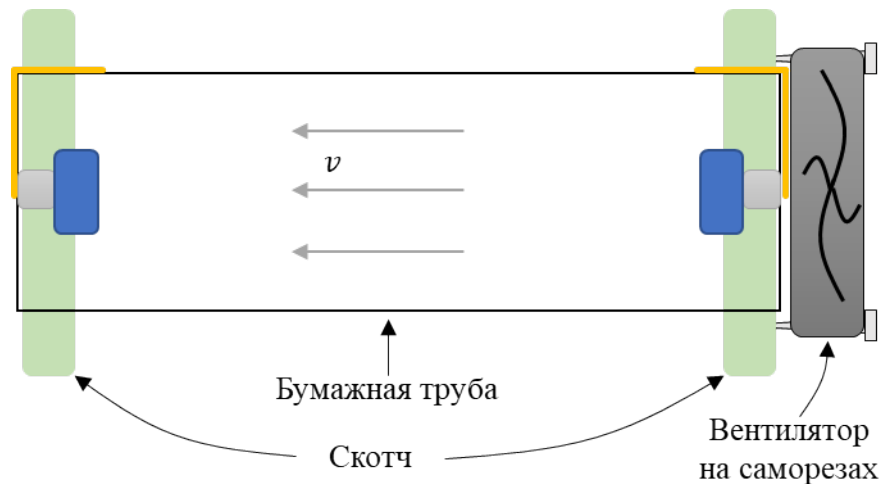 v
Бумажная труба
Скотч
Вентилятор
на саморезах